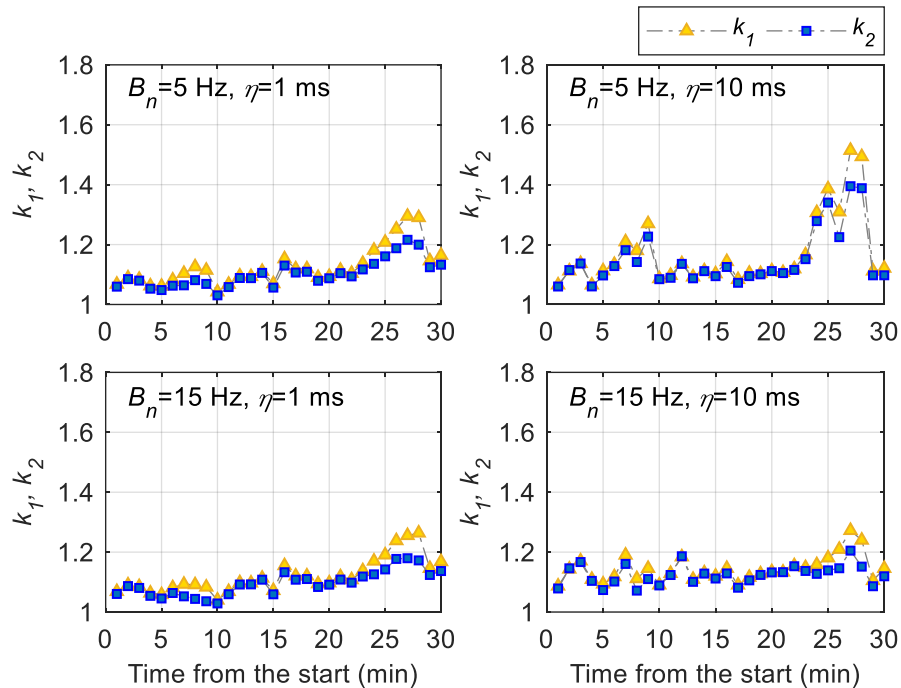 k1 k2
Bn=5 Hz, η=1 ms
k1, k2
1.8
1.6
1.4
1.2
1
0 5 10 15 20 25 30
Bn=5 Hz, η=10 ms
k1, k2
1.8
1.6
1.4
1.2
1
0 5 10 15 20 25 30
Bn=15 Hz, η=1 ms
k1, k2
1.8
1.6
1.4
1.2
1
0 5 10 15 20 25 30
Time from the start (min)
Bn=15 Hz, η=10 ms
k1, k2
1.8
1.6
1.4
1.2
1
0 5 10 15 20 25 30
Time from the start (min)